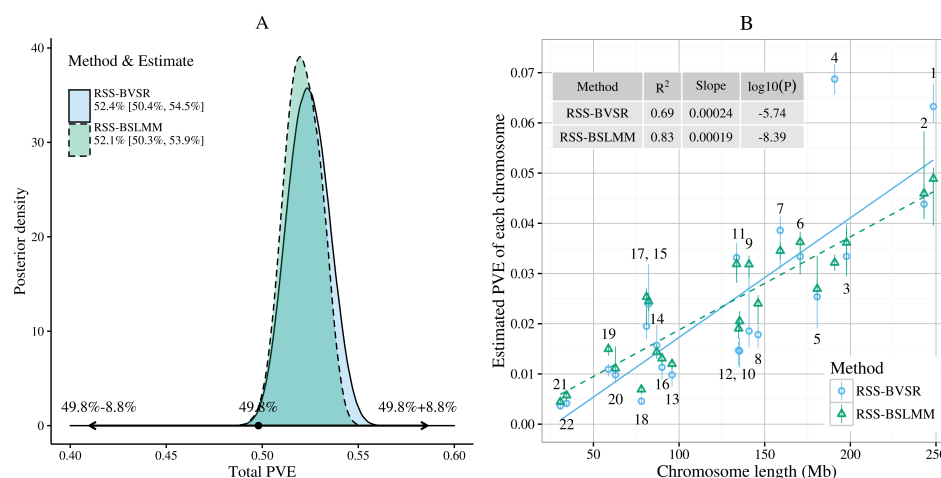 A
Method & Estimate
RSS-BVSR
52.4% [50.4%, 54.5%]
RSS-BSLMM
52.1% [50.3%, 53.9%]
Posterior density
40
30
20
10
0
49.8%-8.8%
49.8%
49.8%+8.8%
0.40
0.45
0.50
0.55
0.60
Total PVE
B
Method R² Slope log10(P)
RSS-BVSR 0.69 0.00024 -5.74
RSS-BSLMM 0.83 0.00019 -8.39
Estimated PVE of each chromosome
0.07
0.06
0.05
0.04
0.03
0.02
0.01
0.00
4
1
2
7
6
11
9
17, 15
3
14
19
5
8
12, 10
16
13
21
20
18
22
Method
RSS-BVSR
RSS-BSLMM
50
100
150
200
250
Chromosome length (Mb)